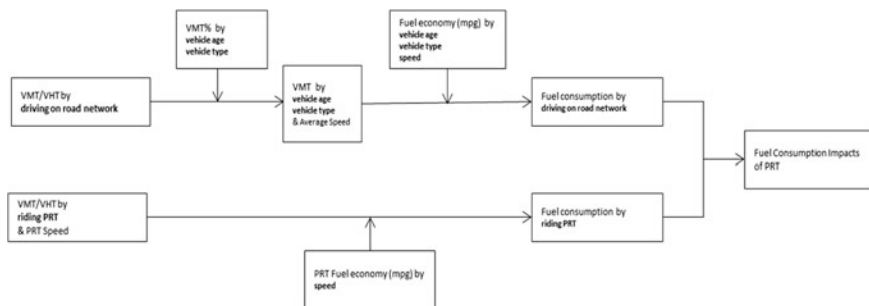 VMT% by
vehicle age
vehicle type
Fuel economy (mpg) by
vehicle age
vehicle type
speed
VMT/VHT by
driving on road network
VMT by
vehicle age
vehicle type
& Average Speed
Fuel consumption by
driving on road network
Fuel Consumption Impacts
of PRT
VMT/VHT by
riding PRT
& PRT Speed
Fuel consumption by
riding PRT
PRT Fuel economy (mpg) by
speed